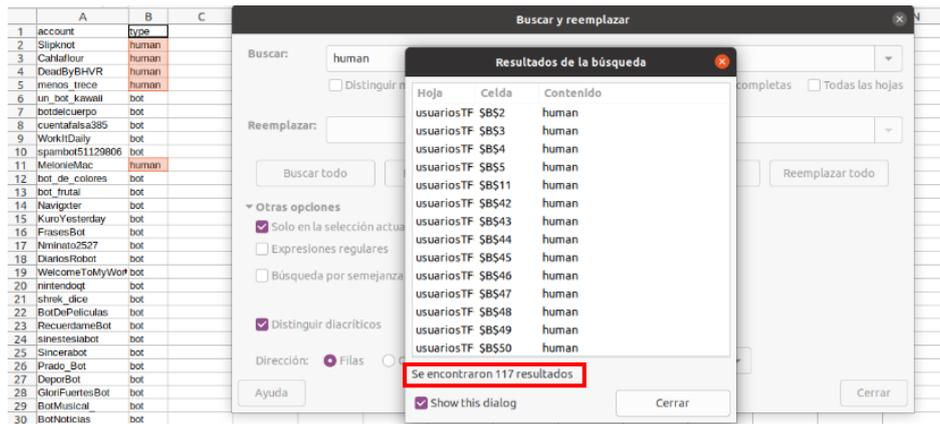 A B C N
1 account type
2 Slipknot human
3 Cahlaflour human
4 DeadByBHVR human
5 menos_trece human
6 un_bot_kawaii bot
7 botdelcuerpo bot
8 cuentafalsa385 bot
9 WorkItDaily bot
10 spambot51129806 bot
11 MelonieMac human
12 bot_de_colores bot
13 bot_frutal bot
14 Navigxter bot
15 KuroYesterday bot
16 FrasesBot bot
17 Nminato2527 bot
18 DiariosRobot bot
19 WelcomeToMyWor bot
20 nintendoqt bot
21 shrek_dice bot
22 BotDePeliculas bot
23 RecuerdameBot bot
24 sinestesiabot bot
25 Sincerabot bot
26 Prado_Bot bot
27 DeporBot bot
28 GloriFuertesBot bot
29 BotMusical_ bot
30 BotNoticias bot
Buscar y reemplazar
Buscar: human
Distinguir completas Todas las hojas
Reemplazar:
Buscar todo Reemplazar todo
Otras opciones
Solo en la selección actua
Expresiones regulares
Búsqueda por semejanza
Distinguir diacríticos
Dirección: Filas
Ayuda Cerrar
Resultados de la búsqueda
Hoja Celda Contenido
usuariosTF $B$2 human
usuariosTF $B$3 human
usuariosTF $B$4 human
usuariosTF $B$5 human
usuariosTF $B$11 human
usuariosTF $B$42 human
usuariosTF $B$43 human
usuariosTF $B$44 human
usuariosTF $B$45 human
usuariosTF $B$46 human
usuariosTF $B$47 human
usuariosTF $B$48 human
usuariosTF $B$49 human
usuariosTF $B$50 human
Se encontraron 117 resultados
Show this dialog Cerrar